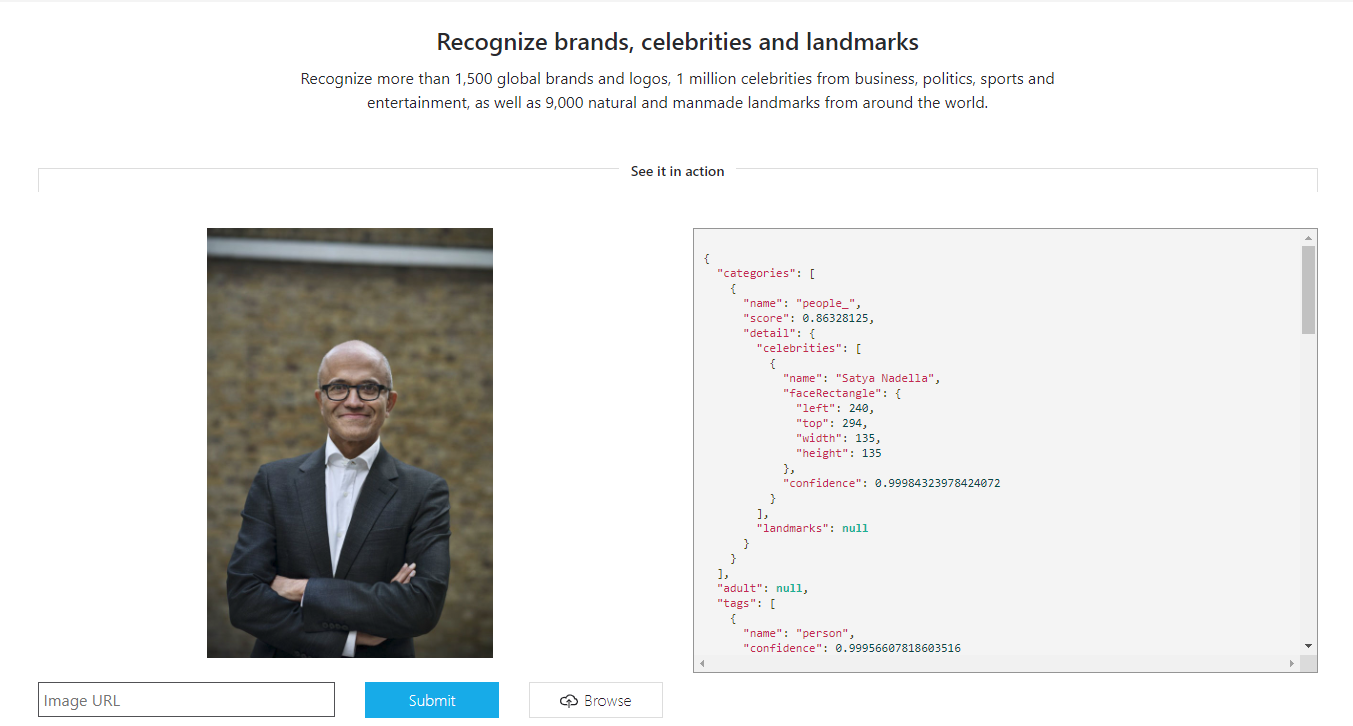 Recognize brands, celebrities and landmarks
Recognize more than 1,500 global brands and logos, 1 million celebrities from business, politics, sports and
entertainment, as well as 9,000 natural and manmade landmarks from around the world.
See it in action
{
"categories": [
{
"name": "people_",
"score": 0.86328125,
"detail": {
"celebrities": [
{
"name": "Satya Nadella",
"faceRectangle": {
"left": 240,
"top": 294,
"width": 135,
"height": 135
},
"confidence": 0.99984323978424072
}
],
"landmarks": null
}
}
],
"adult": null,
"tags": [
{
"name": "person",
"confidence": 0.99956607818603516
Image URL
Submit
Browse